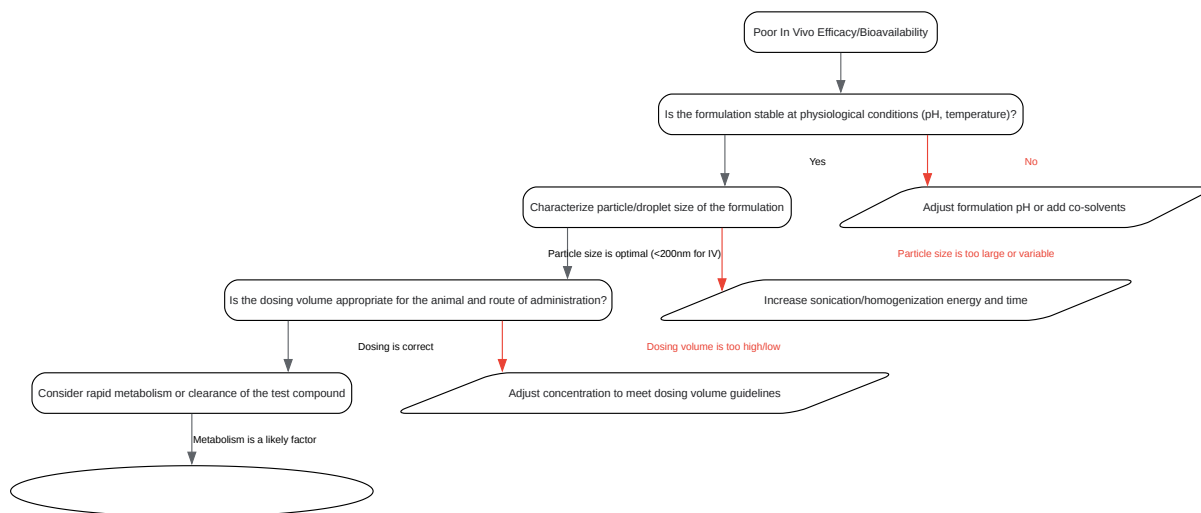 Poor In Vivo Efficacy/Bioavailability
Is the formulation stable at physiological conditions (pH, temperature)?
Yes
No
Characterize particle/droplet size of the formulation
Adjust formulation pH or add co-solvents
Particle size is optimal (<200nm for IV)
Particle size is too large or variable
Is the dosing volume appropriate for the animal and route of administration?
Increase sonication/homogenization energy and time
Dosing is correct
Dosing volume is too high/low
Consider rapid metabolism or clearance of the test compound
Adjust concentration to meet dosing volume guidelines
Metabolism is a likely factor